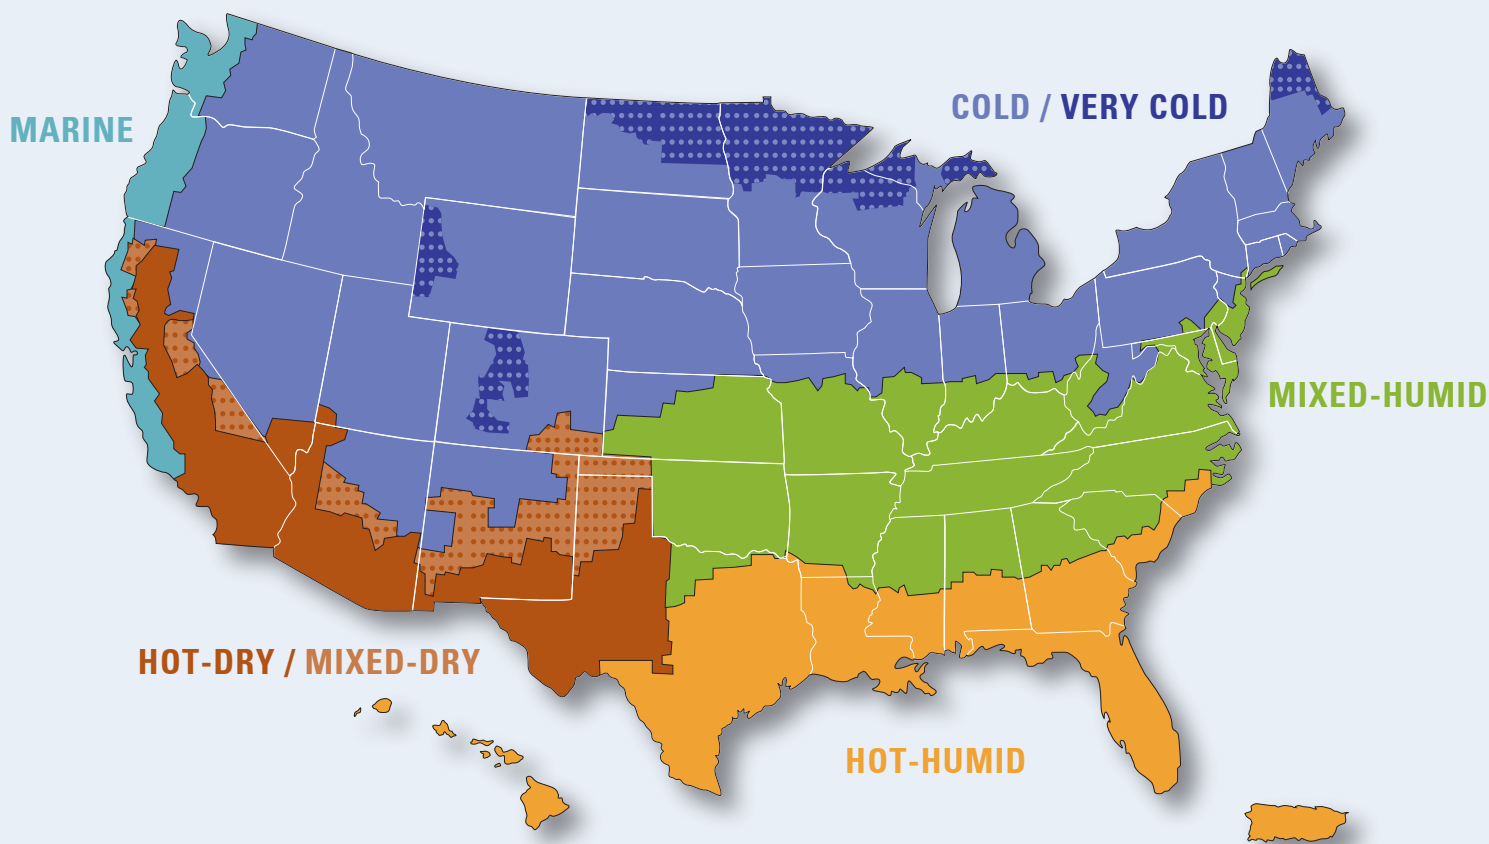 COLD / VERY COLD
MARINE
MIXED-HUMID
HOT-DRY / MIXED-DRY
HOT-HUMID